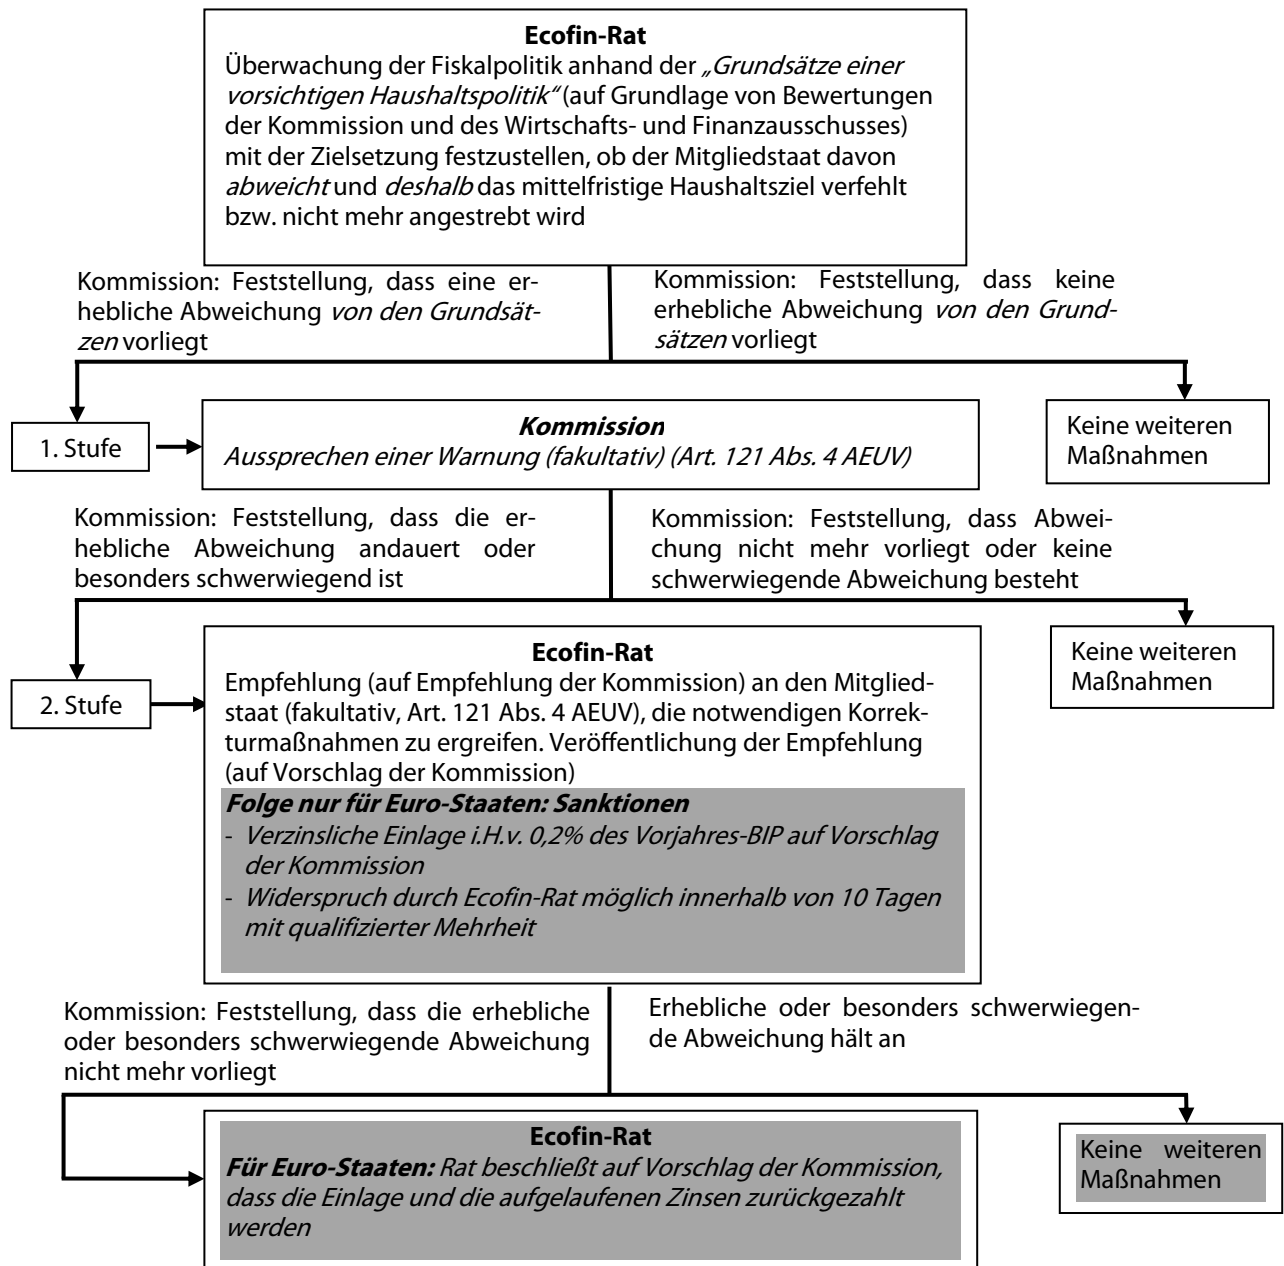 Ecofin-Rat
Überwachung der Fiskalpolitik anhand der „Grundsätze einer
vorsichtigen Haushaltspolitik“ (auf Grundlage von Bewertungen
der Kommission und des Wirtschafts- und Finanzausschusses)
mit der Zielsetzung festzustellen, ob der Mitgliedstaat davon
abweicht und deshalb das mittelfristige Haushaltsziel verfehlt
bzw. nicht mehr angestrebt wird
Kommission: Feststellung, dass eine er-
hebliche Abweichung von den Grundsät-
zen vorliegt
Kommission: Feststellung, dass keine
erhebliche Abweichung von den Grund-
sätzen vorliegt
1. Stufe
Kommission
Aussprechen einer Warnung (fakultativ) (Art. 121 Abs. 4 AEUV)
Keine weiteren
Maßnahmen
Kommission: Feststellung, dass die er-
hebliche Abweichung andauert oder
besonders schwerwiegend ist
Kommission: Feststellung, dass Abwei-
chung nicht mehr vorliegt oder keine
schwerwiegende Abweichung besteht
2. Stufe
Ecofin-Rat
Empfehlung (auf Empfehlung der Kommission) an den Mitglied-
staat (fakultativ, Art. 121 Abs. 4 AEUV), die notwendigen Korrek-
turmaßnahmen zu ergreifen. Veröffentlichung der Empfehlung
(auf Vorschlag der Kommission)
Folge nur für Euro-Staaten: Sanktionen
- Verzinsliche Einlage i.H.v. 0,2% des Vorjahres-BIP auf Vorschlag
der Kommission
- Widerspruch durch Ecofin-Rat möglich innerhalb von 10 Tagen
mit qualifizierter Mehrheit
Keine weiteren
Maßnahmen
Kommission: Feststellung, dass die erhebliche
oder besonders schwerwiegende Abweichung
nicht mehr vorliegt
Erhebliche oder besonders schwerwiegen-
de Abweichung hält an
Ecofin-Rat
Für Euro-Staaten: Rat beschließt auf Vorschlag der Kommission,
dass die Einlage und die aufgelaufenen Zinsen zurückgezahlt
werden
Keine weiteren
Maßnahmen